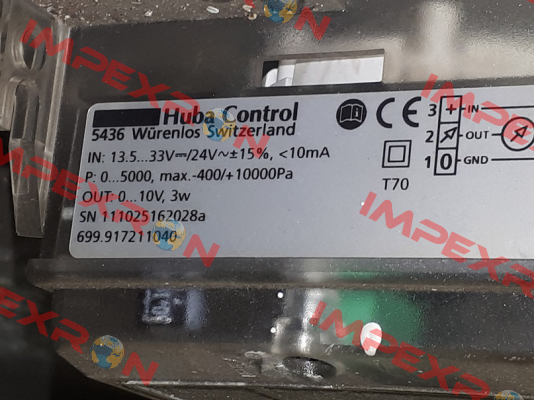 Huba Control
5436 Würenlos Switzerland
IN: 13.5...33V⎓/24V~±15%, <10mA
P: 0...5000, max.-400/+10000Pa
OUT: 0...10V, 3w
SN 111025162028a
699.917211040
CE
T70
3 + IN
2 OUT
1 0 GND
IMPEXRON
IMPEXRON
IMPEXRON
IMPEXRON
IMPEXRON
IMPEXRON